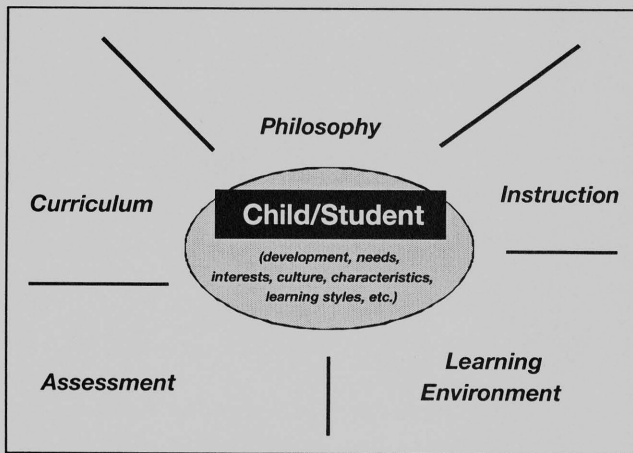 Philosophy
Curriculum
Instruction
Child/Student
(development, needs,
interests, culture, characteristics,
learning styles, etc.)
Assessment
Learning
Environment